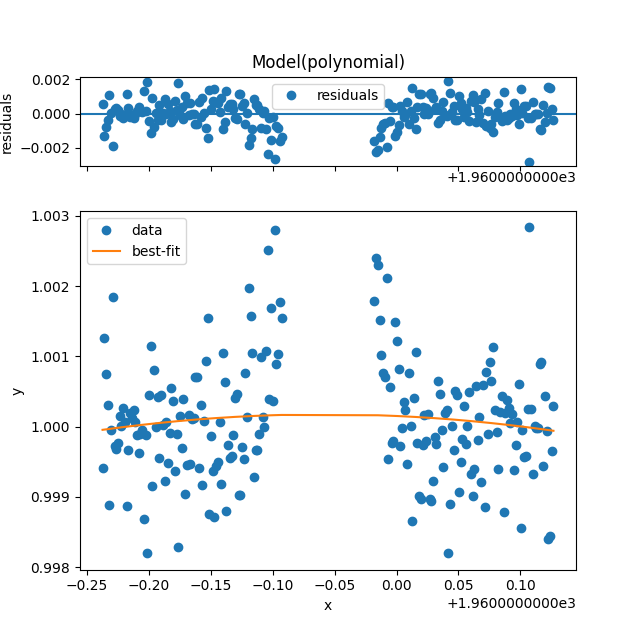 Model(polynomial)
0.002
0.000
−0.002
residuals
residuals
+1.9600000000e3
1.003
1.002
1.001
1.000
0.999
0.998
y
data
best-fit
−0.25 −0.20 −0.15 −0.10 −0.05 0.00 0.05 0.10
x
+1.9600000000e3